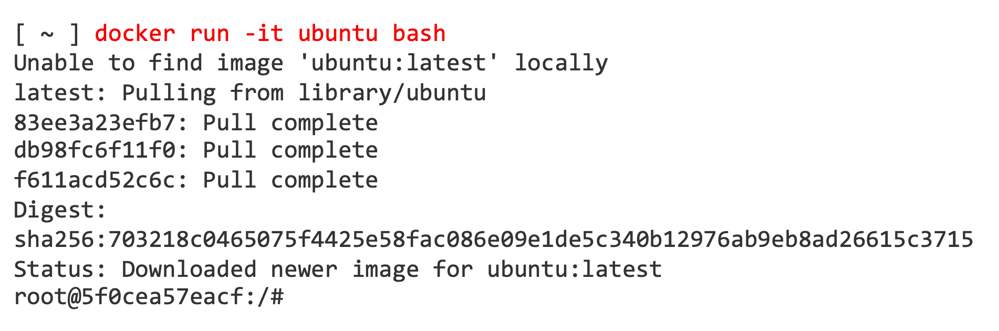 [ ~ ] docker run -it ubuntu bash
Unable to find image 'ubuntu:latest' locally
latest: Pulling from library/ubuntu
83ee3a23efb7: Pull complete
db98fc6f11f0: Pull complete
f611acd52c6c: Pull complete
Digest:
sha256:703218c0465075f4425e58fac086e09e1de5c340b12976ab9eb8ad26615c3715
Status: Downloaded newer image for ubuntu:latest
root@5f0cea57eacf:/#